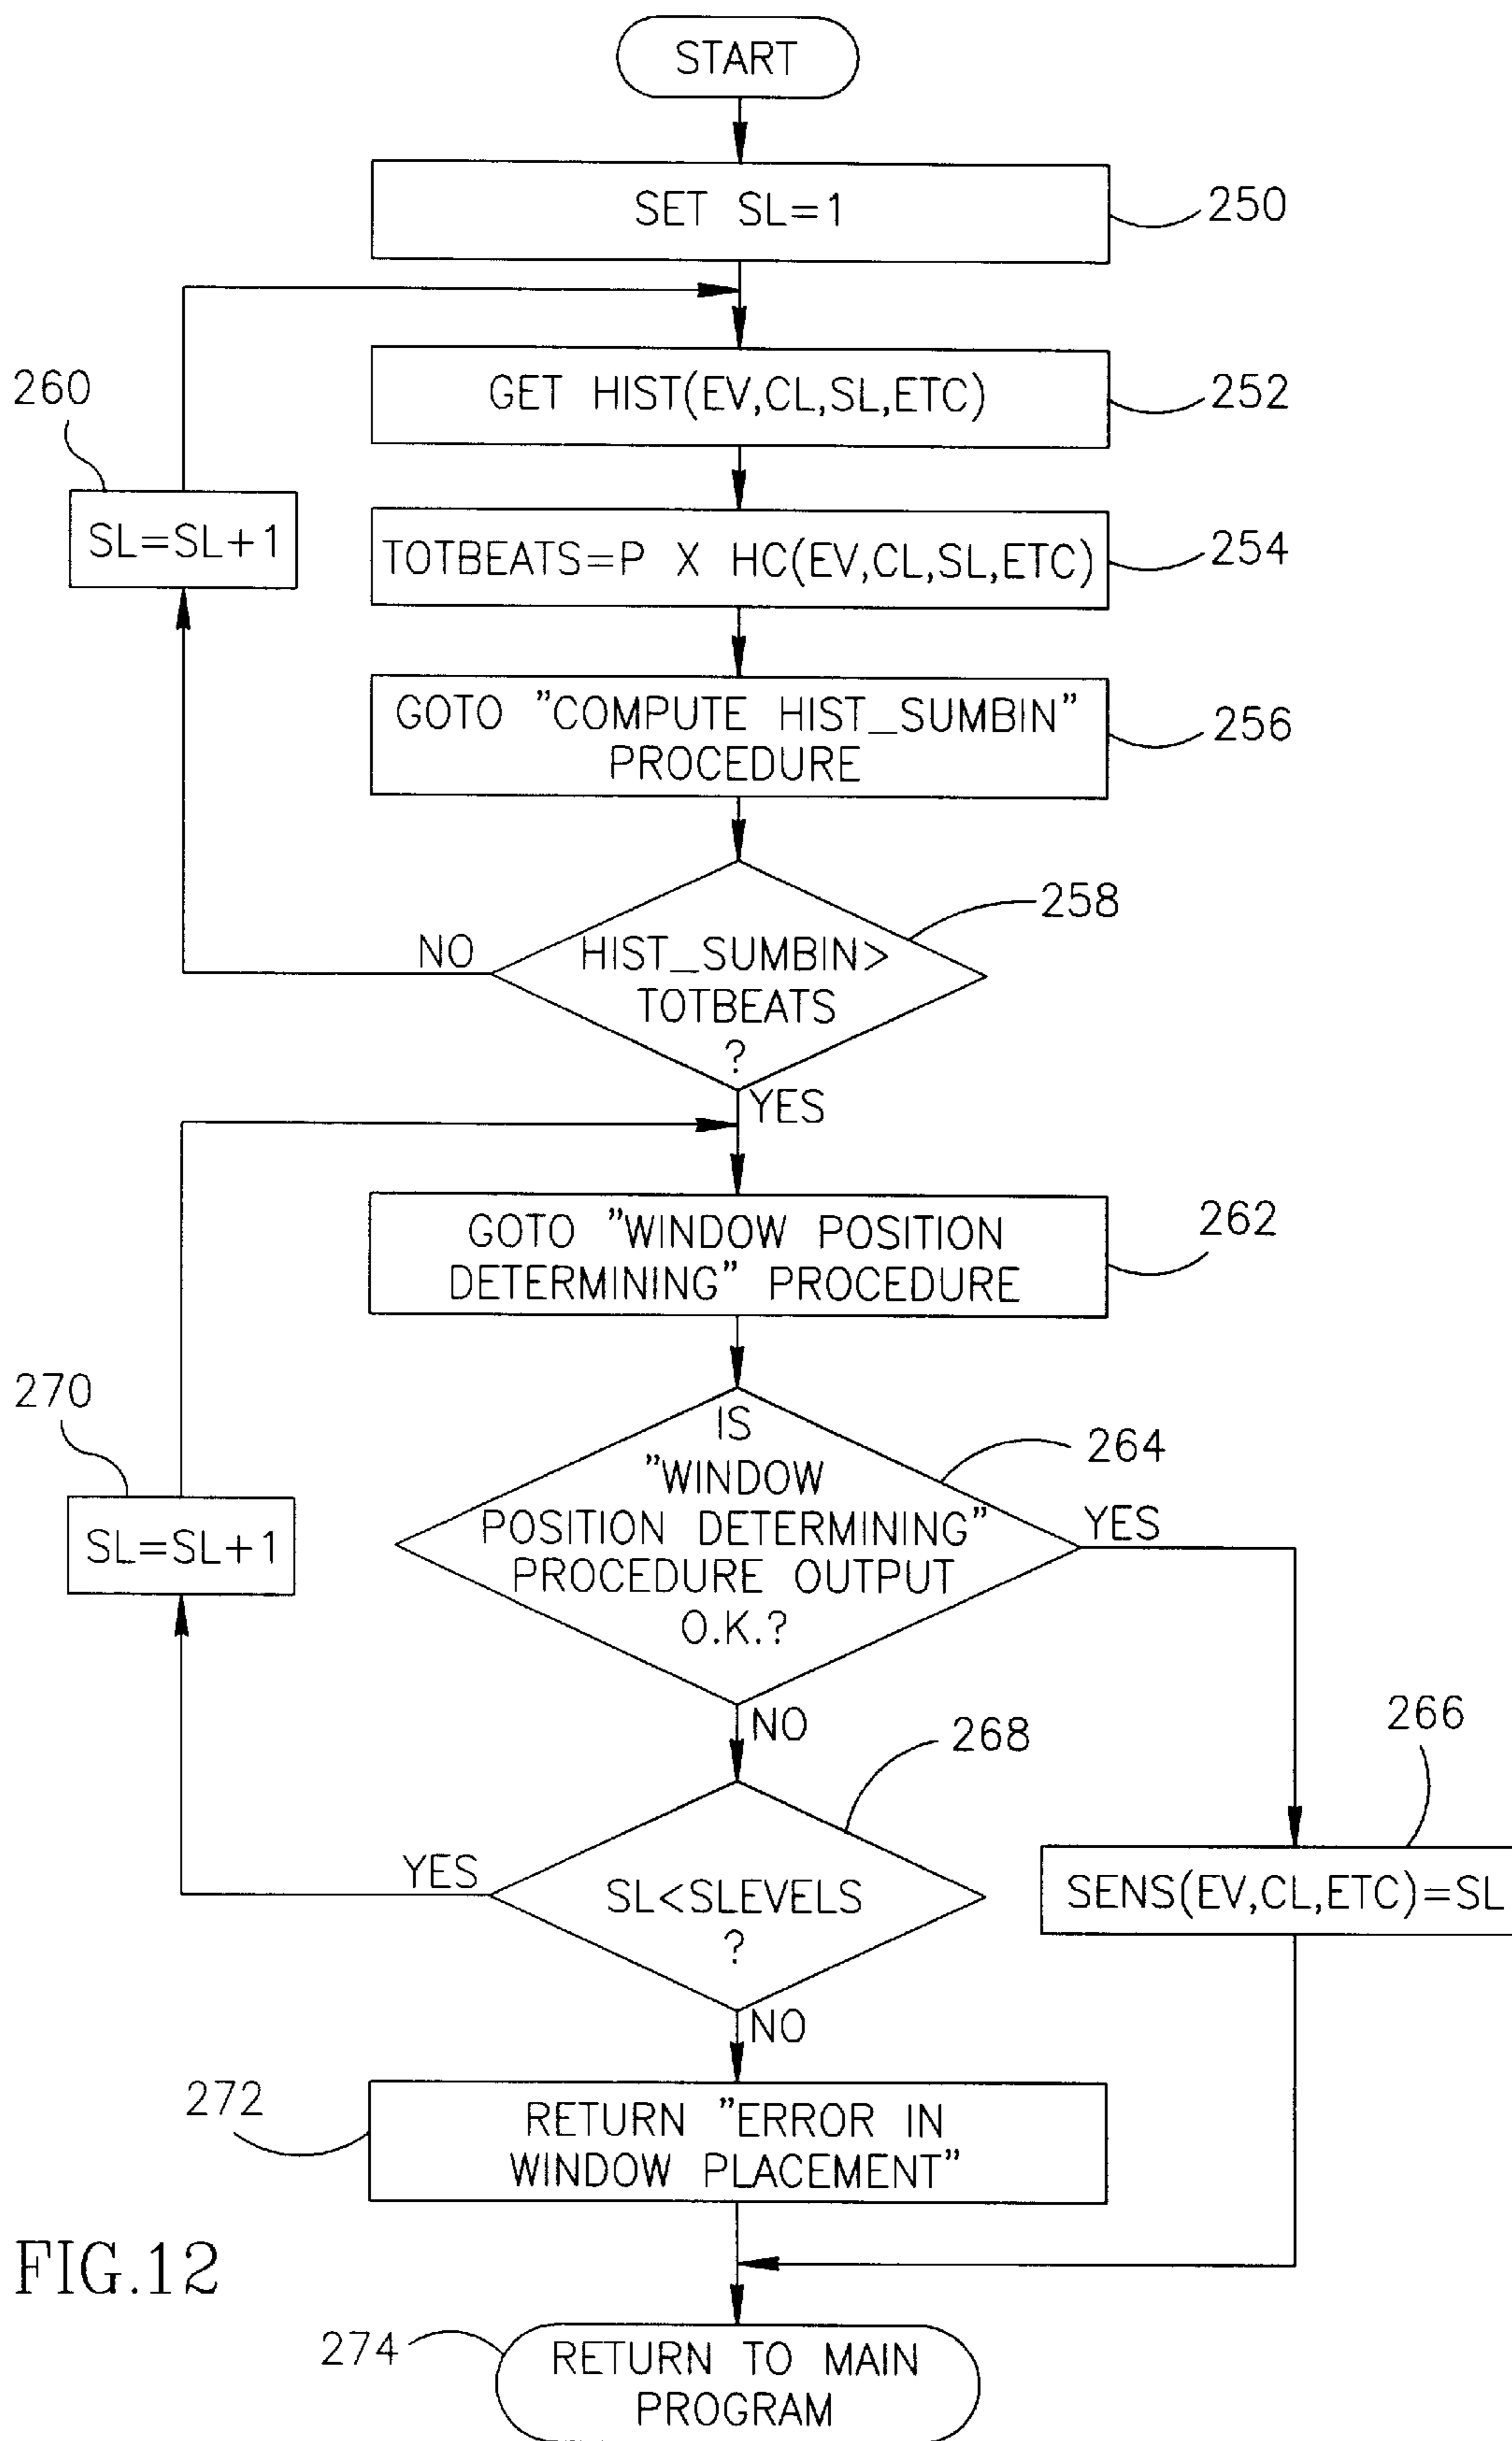 START
SET SL=1
250
GET HIST(EV,CL,SL,ETC)
252
260
SL=SL+1
TOTBEATS=P X HC(EV,CL,SL,ETC)
254
GOTO "COMPUTE HIST_SUMBIN"
PROCEDURE
256
258
NO
HIST_SUMBIN>
TOTBEATS
?
YES
GOTO "WINDOW POSITION
DETERMINING" PROCEDURE
262
270
SL=SL+1
IS
"WINDOW
POSITION DETERMINING"
PROCEDURE OUTPUT
O.K.?
264
YES
NO
268
266
YES
SL<SLEVELS
?
SENS(EV,CL,ETC)=SL
NO
272
RETURN "ERROR IN
WINDOW PLACEMENT"
FIG.12
274
RETURN TO MAIN
PROGRAM